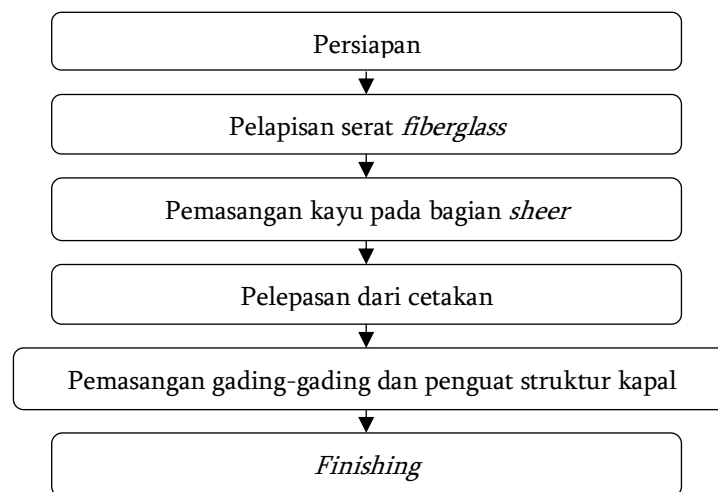 Persiapan
Pelapisan serat fiberglass
Pemasangan kayu pada bagian sheer
Pelepasan dari cetakan
Pemasangan gading-gading dan penguat struktur kapal
Finishing